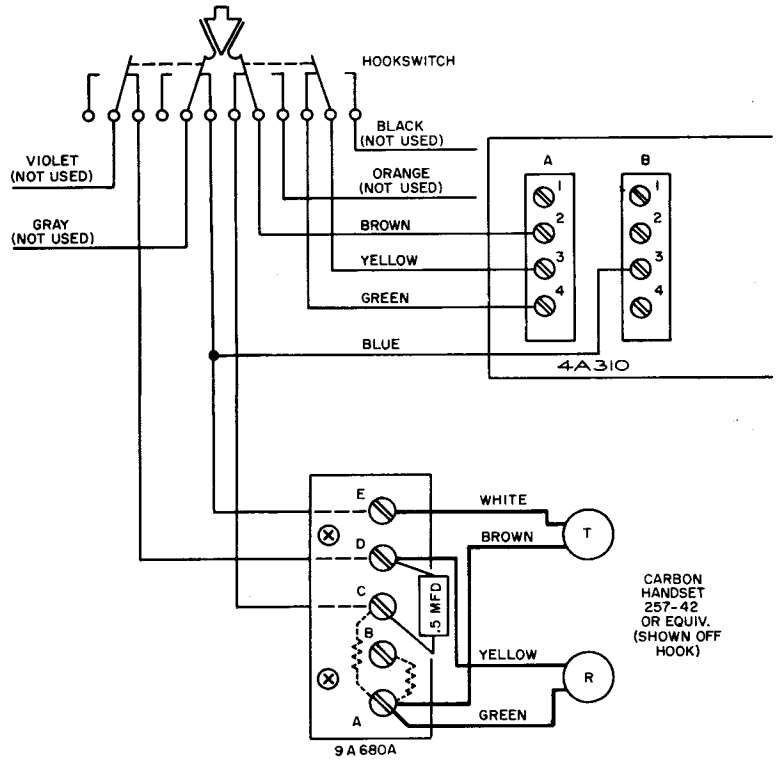 HOOKSWITCH
BLACK
(NOT USED)
VIOLET
(NOT USED)
ORANGE
(NOT USED)
GRAY
(NOT USED)
BROWN
YELLOW
GREEN
BLUE
A
1
2
3
4
B
1
2
3
4
4A310
E
D
C
B
A
.5 MFD
WHITE
BROWN
T
YELLOW
R
GREEN
CARBON
HANDSET
257-42
OR EQUIV.
(SHOWN OFF
HOOK)
9A680A